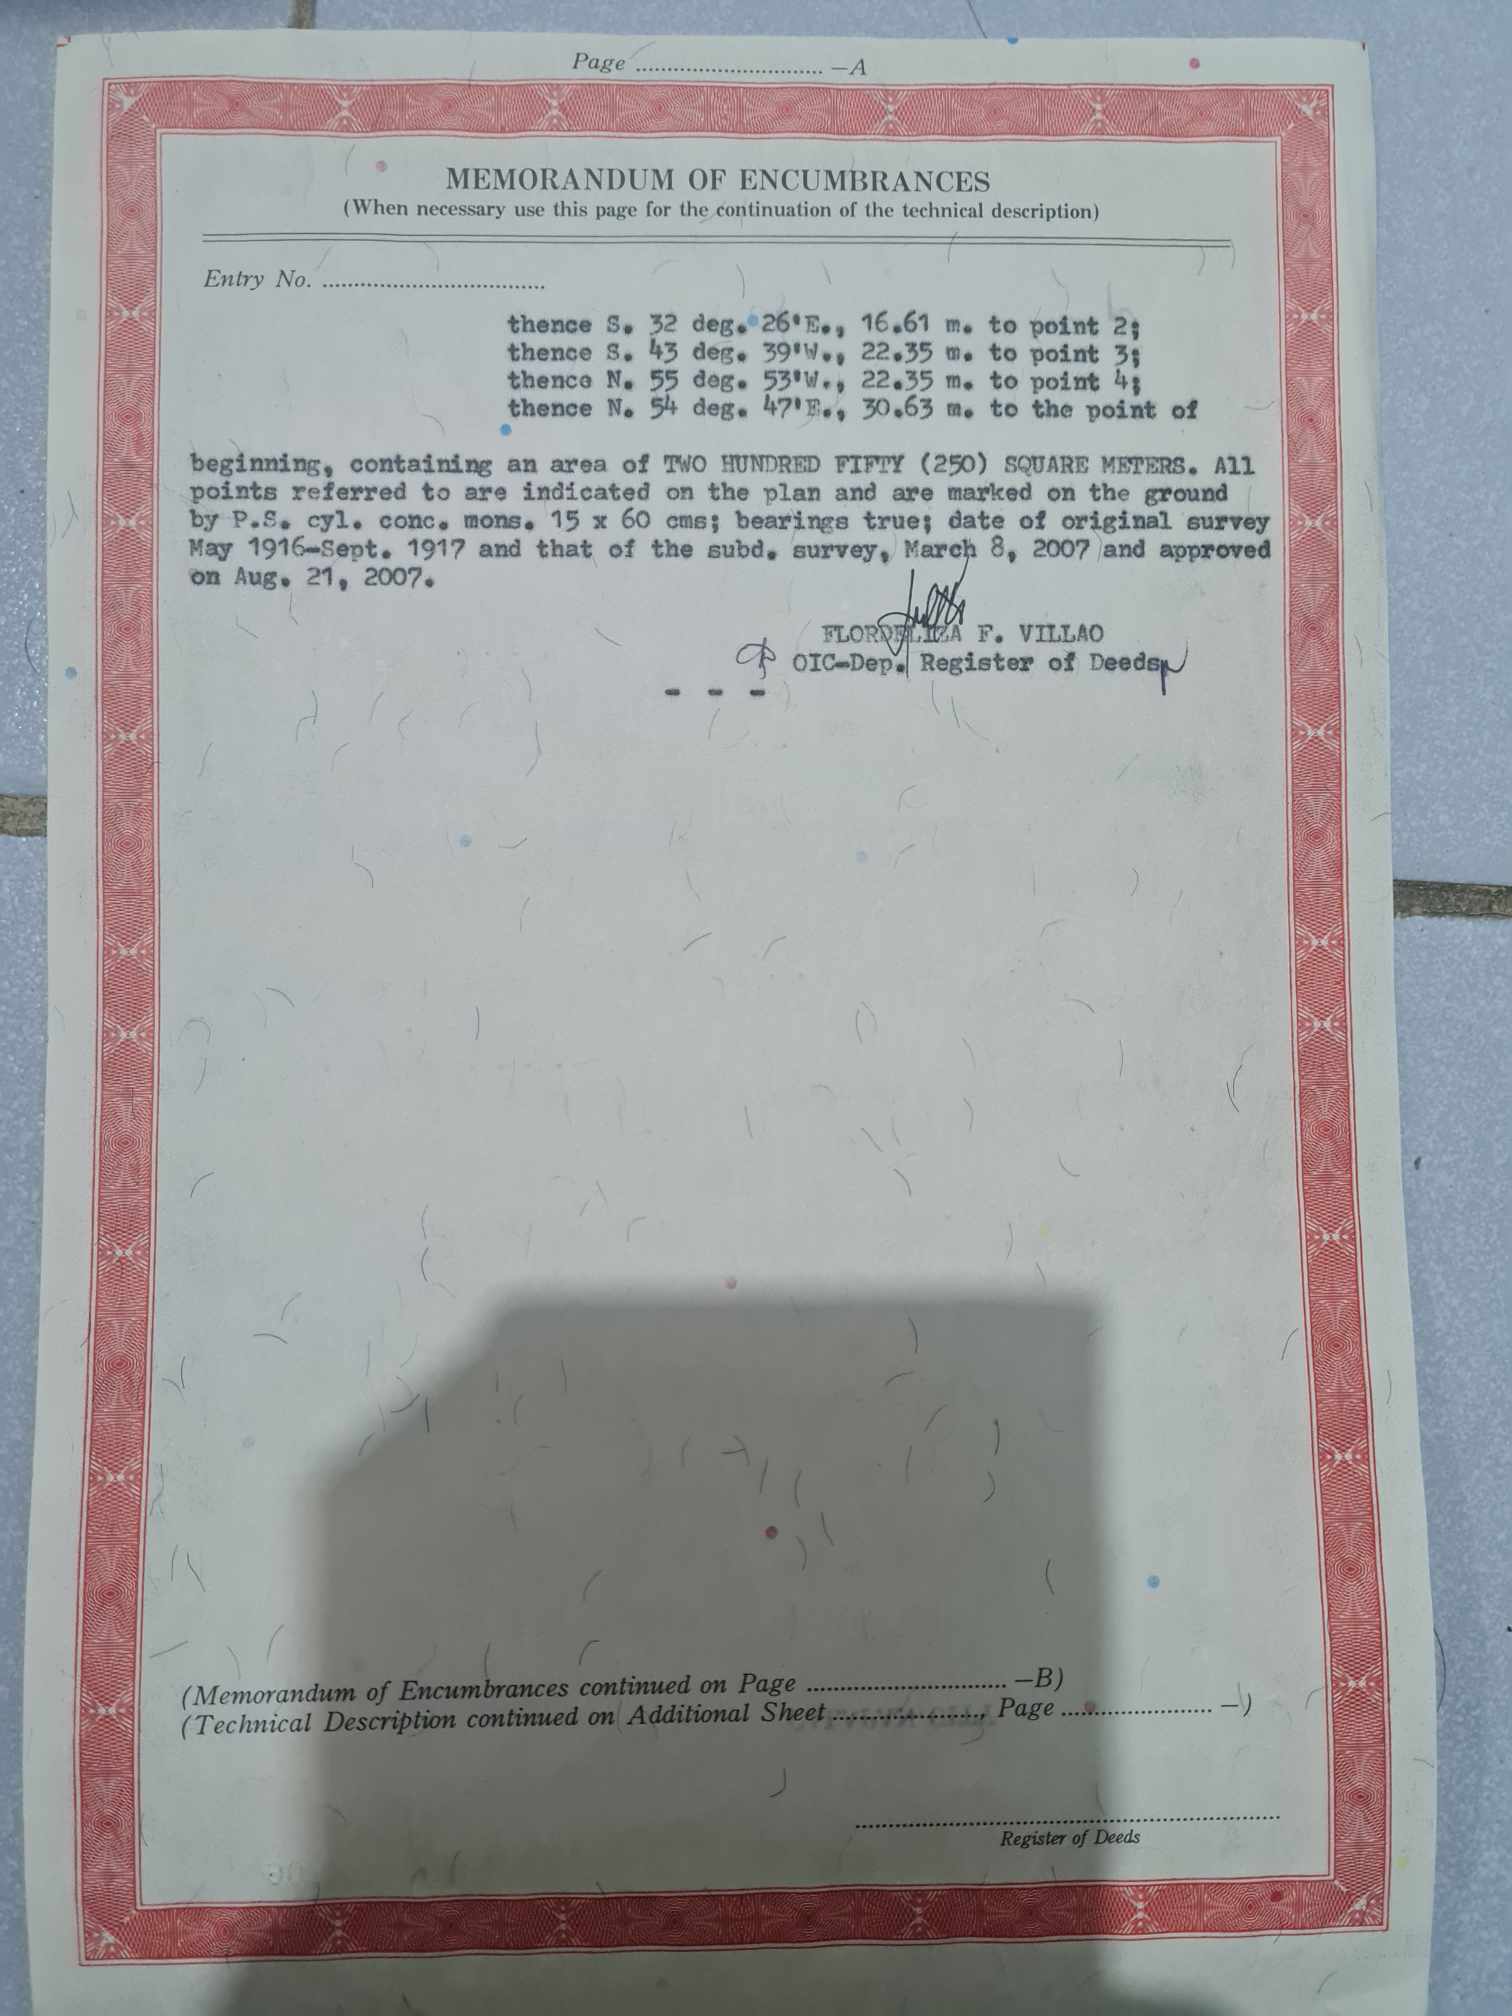 Page .............................. —A
MEMORANDUM OF ENCUMBRANCES
(When necessary use this page for the continuation of the technical description)
Entry No. ....................................
thence S. 32 deg. 26'E., 16.61 m. to point 2;
thence S. 43 deg. 39'W., 22.35 m. to point 3;
thence N. 55 deg. 53'W., 22.35 m. to point 4;
thence N. 54 deg. 47'E., 30.63 m. to the point of
beginning, containing an area of TWO HUNDRED FIFTY (250) SQUARE METERS. All
points referred to are indicated on the plan and are marked on the ground
by P.S. cyl. conc. mons. 15 x 60 cms; bearings true; date of original survey
May 1916-Sept. 1917 and that of the subd. survey, March 8, 2007 and approved
on Aug. 21, 2007.
FLORDELIZA F. VILLAO
OIC-Dep. Register of Deeds
- - -
(Memorandum of Encumbrances continued on Page ................................ —B)
(Technical Description continued on Additional Sheet ........................, Page ........................ —)
Register of Deeds